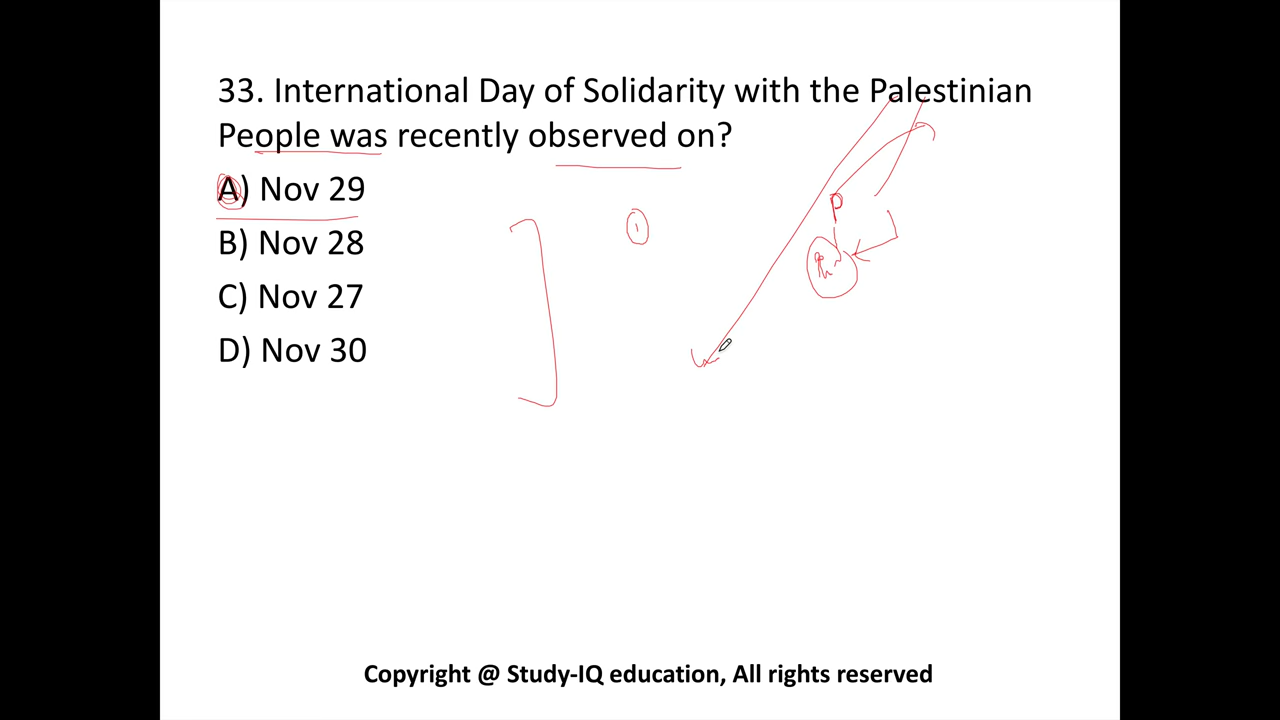 33. International Day of Solidarity with the Palestinian
People was recently observed on?
A) Nov 29
B) Nov 28
C) Nov 27
D) Nov 30
1
P
Copyright @ Study-IQ education, All rights reserved